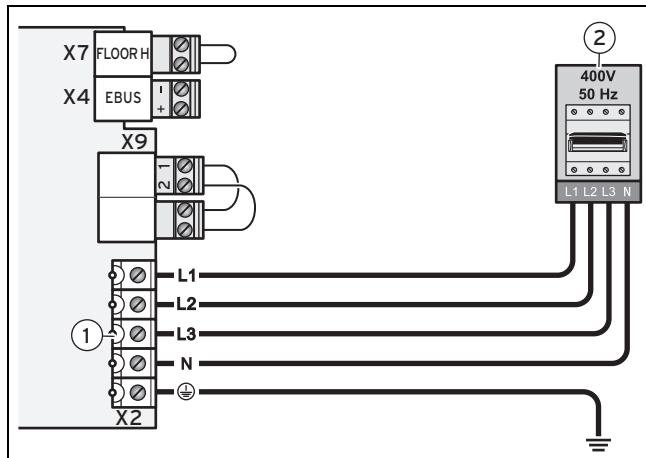 X7 FLOOR H
X4 EBUS - +
X9
2 1
2
400V
50 Hz
L1 L2 L3 N
L1
L2
L3
1
N
X2